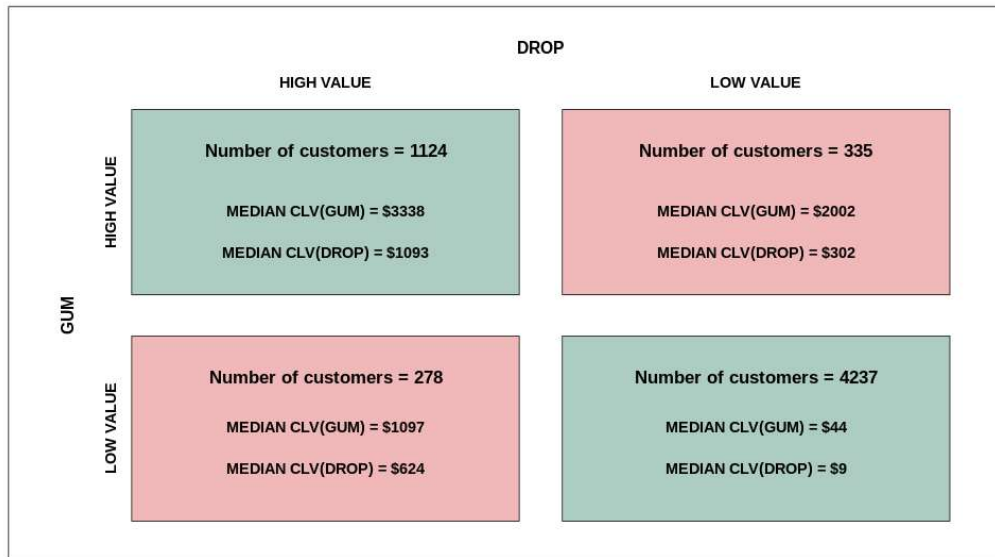 DROP
HIGH VALUE
LOW VALUE
GUM
HIGH VALUE
Number of customers = 1124
MEDIAN CLV(GUM) = $3338
MEDIAN CLV(DROP) = $1093
Number of customers = 335
MEDIAN CLV(GUM) = $2002
MEDIAN CLV(DROP) = $302
LOW VALUE
Number of customers = 278
MEDIAN CLV(GUM) = $1097
MEDIAN CLV(DROP) = $624
Number of customers = 4237
MEDIAN CLV(GUM) = $44
MEDIAN CLV(DROP) = $9